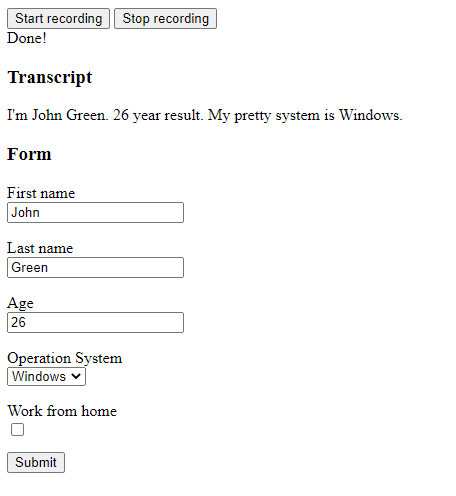 Start recording Stop recording
Done!
Transcript
I'm John Green. 26 year result. My pretty system is Windows.
Form
First name
John
Last name
Green
Age
26
Operation System
Windows
Work from home
Submit